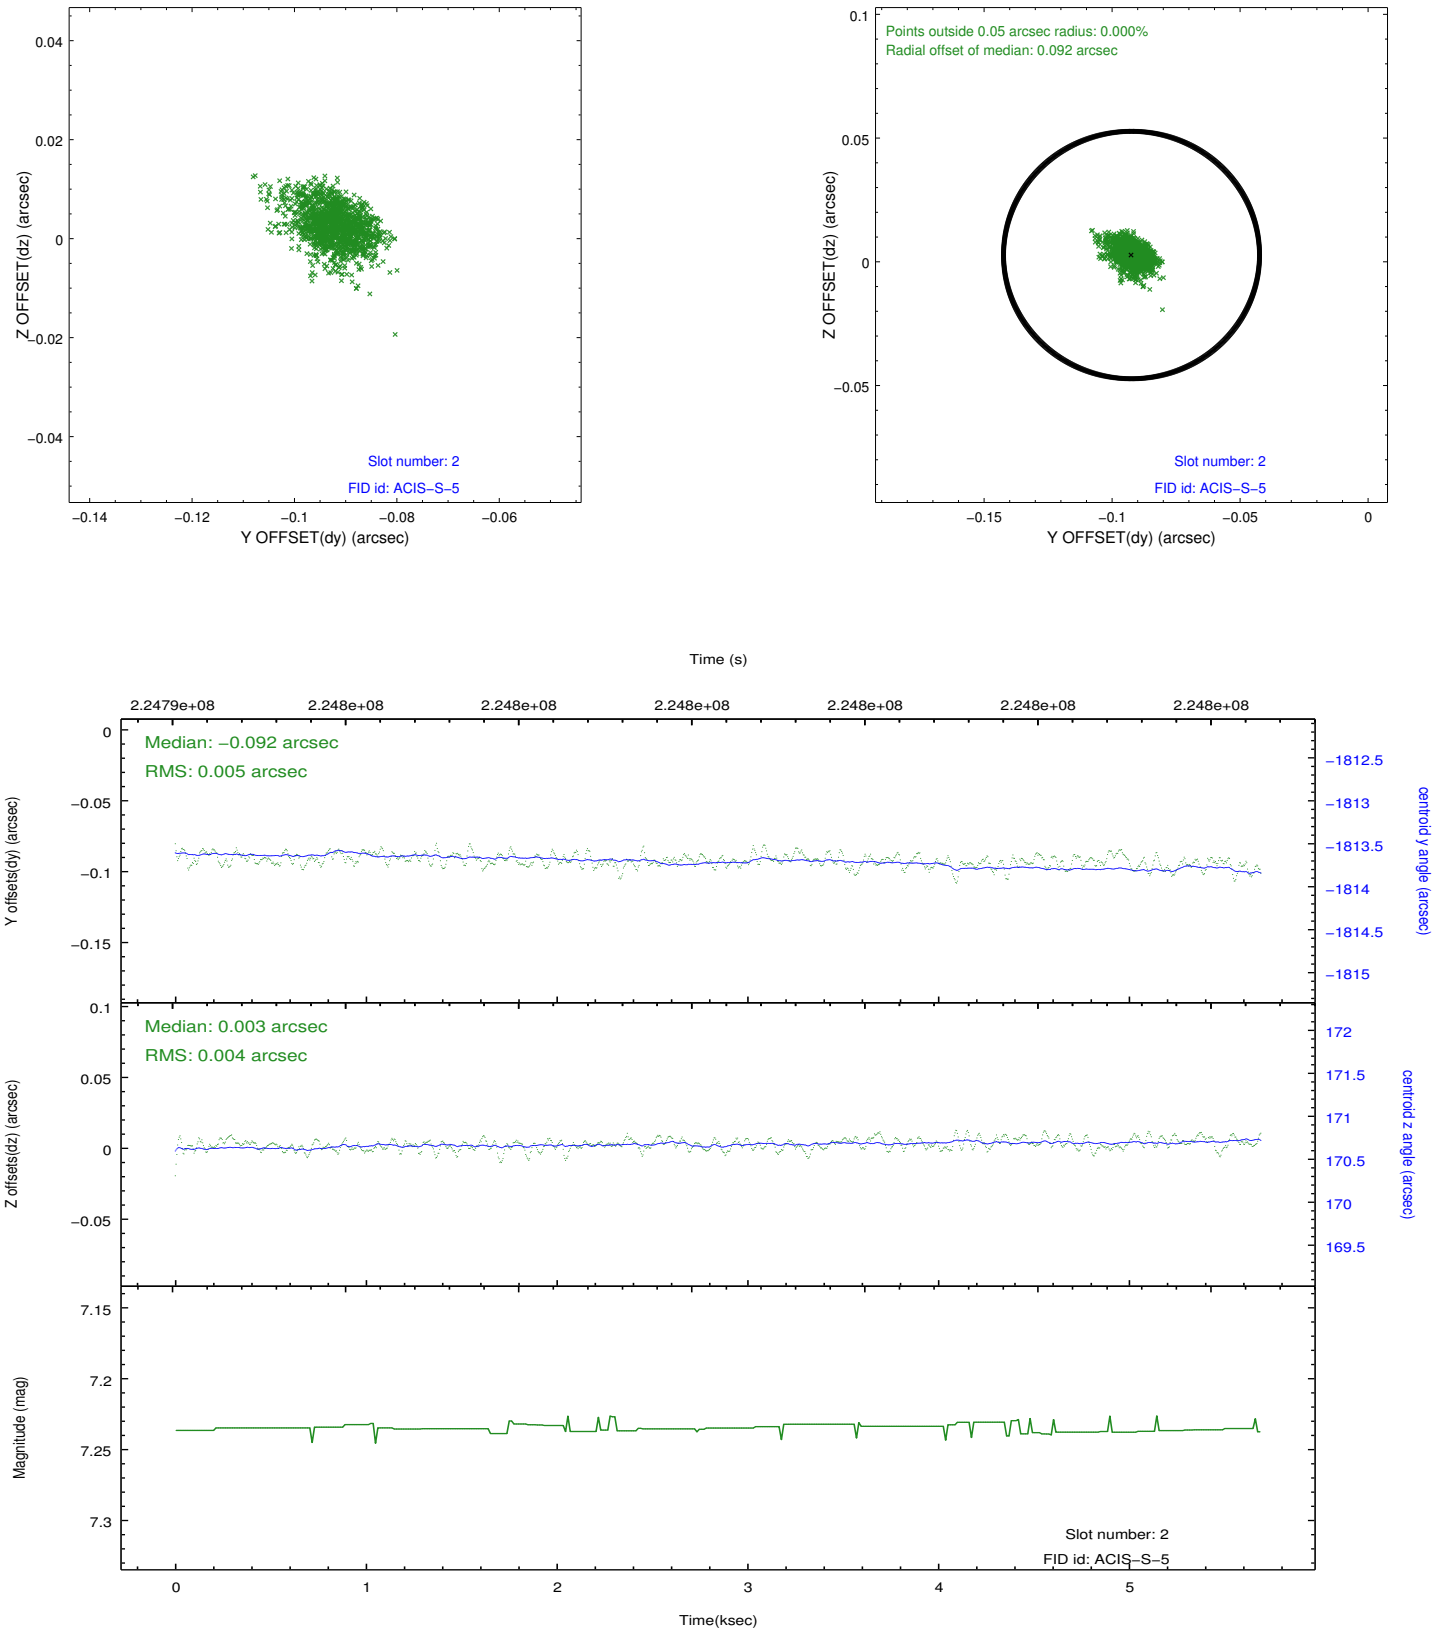 0.04
0.02
0
−0.02
−0.04
Z OFFSET(dz) (arcsec)
Slot number: 2
FID id: ACIS−S−5
−0.14
−0.12
−0.1
−0.08
−0.06
Y OFFSET(dy) (arcsec)
0.1
0.05
0
−0.05
Z OFFSET(dz) (arcsec)
Points outside 0.05 arcsec radius: 0.000%
Radial offset of median: 0.092 arcsec
Slot number: 2
FID id: ACIS−S−5
−0.15
−0.1
−0.05
0
Y OFFSET(dy) (arcsec)
Time (s)
2.2479e+08
2.248e+08
2.248e+08
2.248e+08
2.248e+08
2.248e+08
2.248e+08
0
−0.05
−0.1
−0.15
Y offsets(dy) (arcsec)
Median: −0.092 arcsec
RMS: 0.005 arcsec
−1812.5
−1813
−1813.5
−1814
−1814.5
−1815
centroid y angle (arcsec)
0.1
0.05
0
−0.05
Z offsets(dz) (arcsec)
Median: 0.003 arcsec
RMS: 0.004 arcsec
172
171.5
171
170.5
170
169.5
centroid z angle (arcsec)
7.15
7.2
7.25
7.3
Magnitude (mag)
Slot number: 2
FID id: ACIS−S−5
0
1
2
3
4
5
Time(ksec)